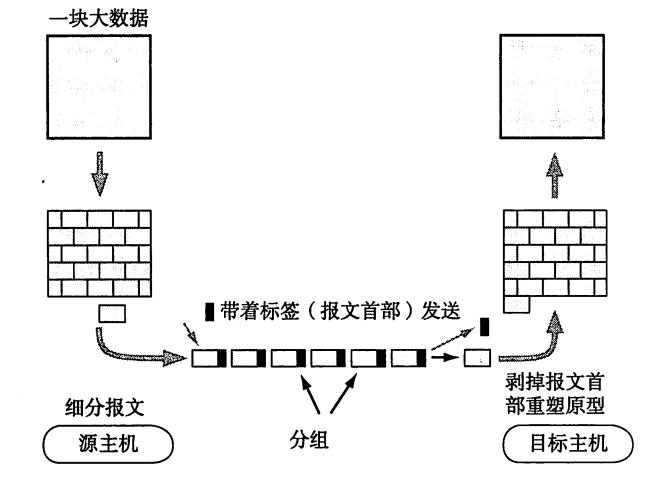 一块大数据
带着标签（报文首部）发送
细分报文
源主机
分组
剥掉报文首
部重塑原型
目标主机